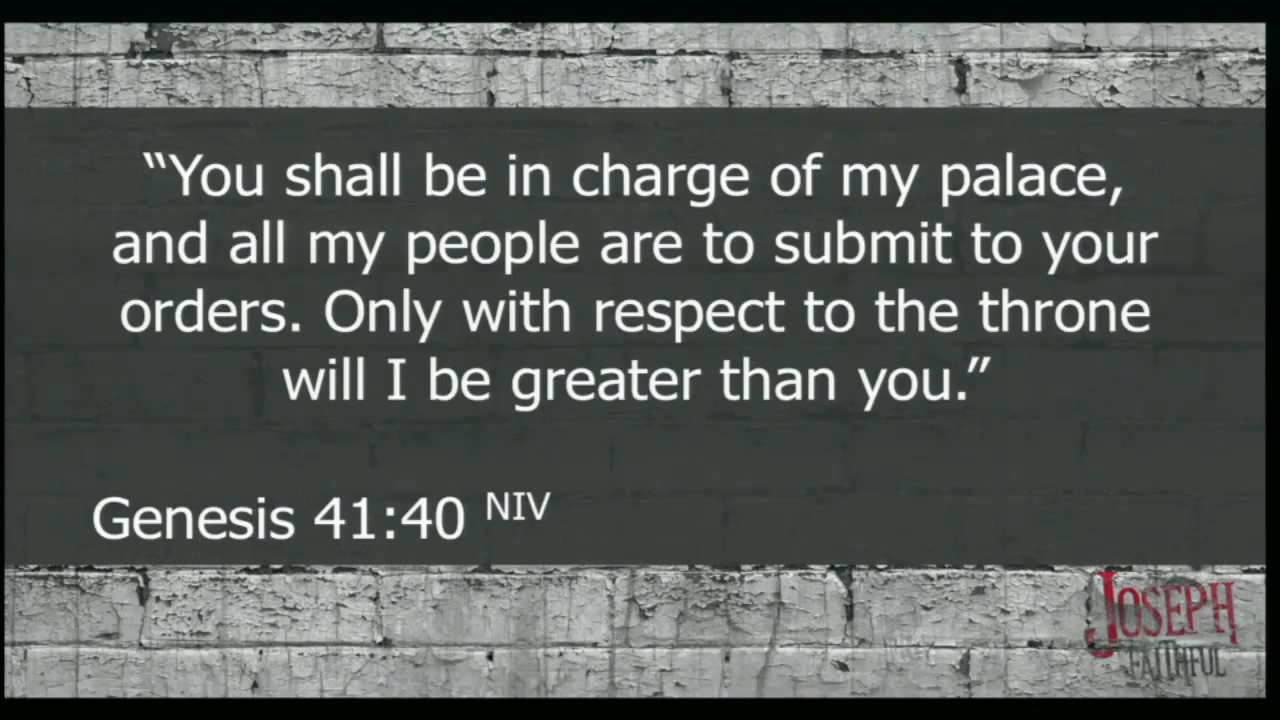 “You shall be in charge of my palace,
and all my people are to submit to your
orders. Only with respect to the throne
will I be greater than you.”
Genesis 41:40 NIV
JOSEPH
FAITHFUL